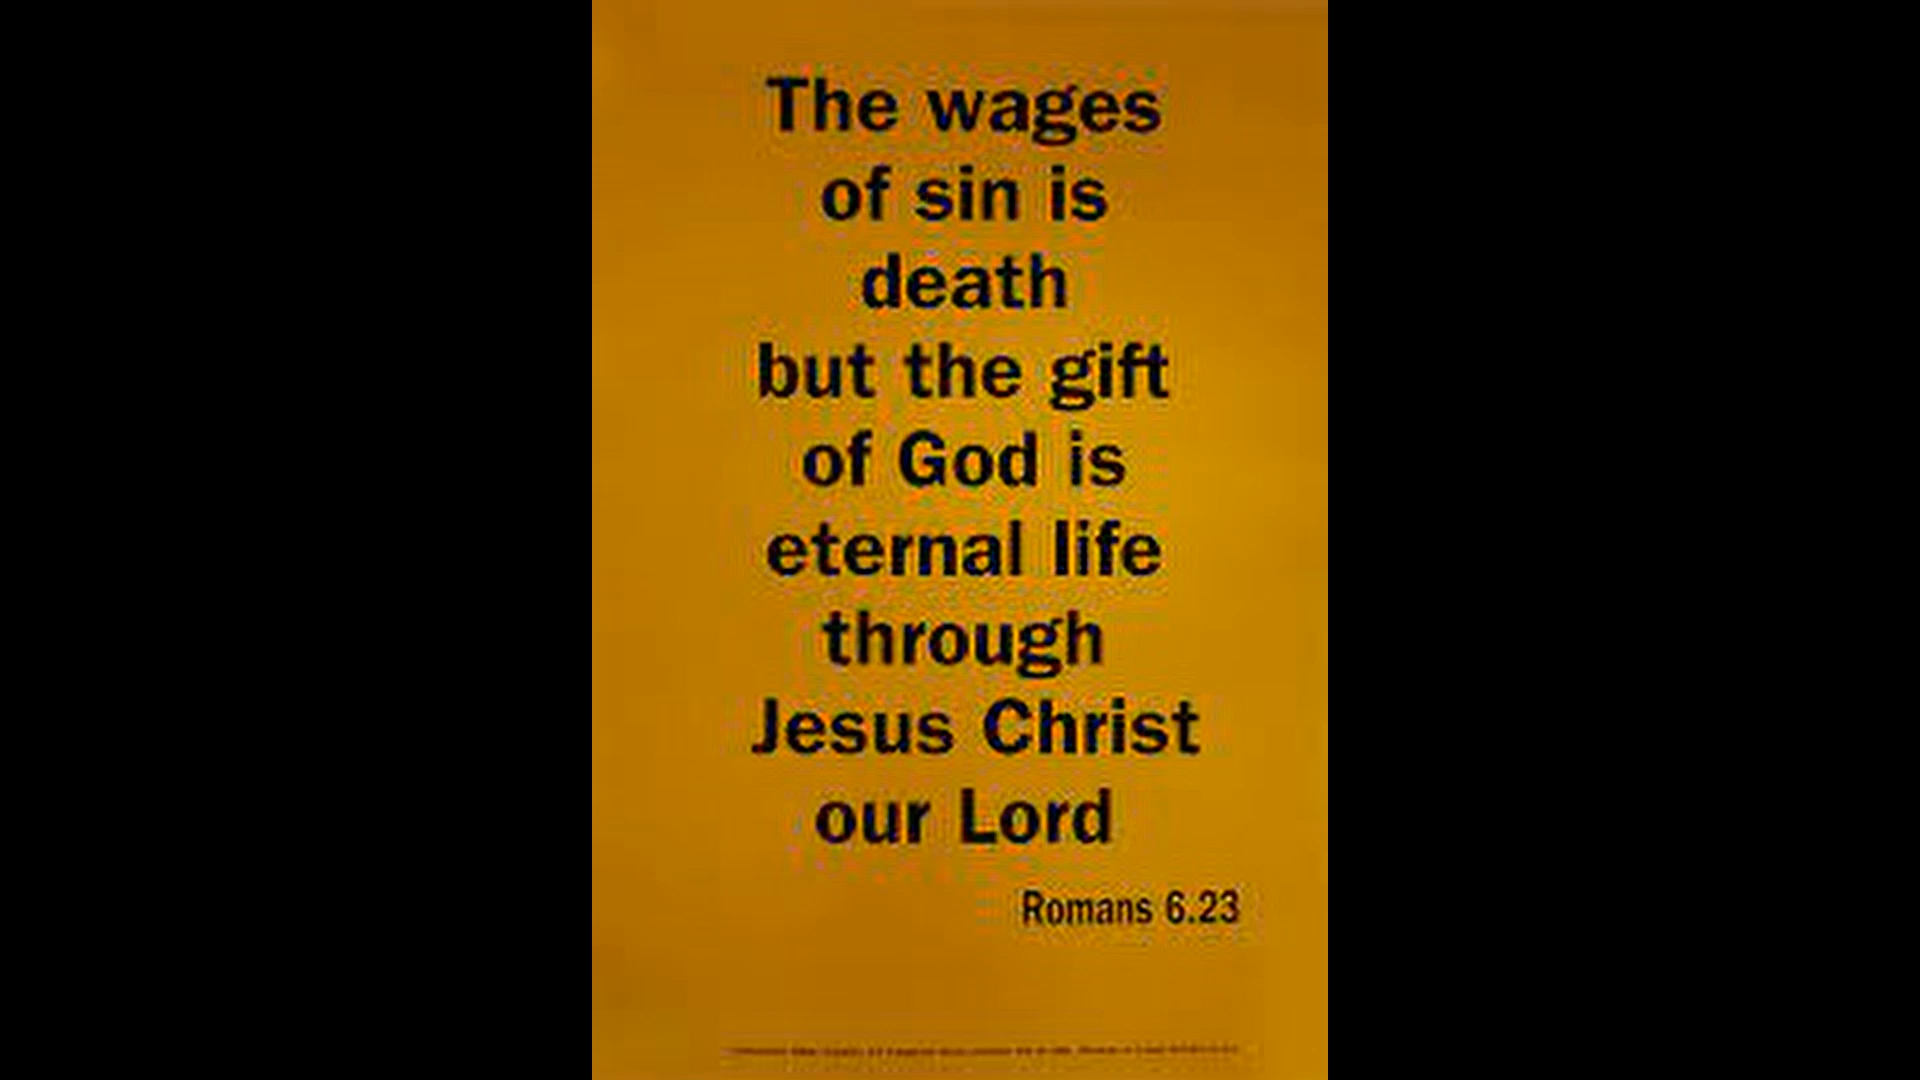 The wages
of sin is
death
but the gift
of God is
eternal life
through
Jesus Christ
our Lord
Romans 6.23